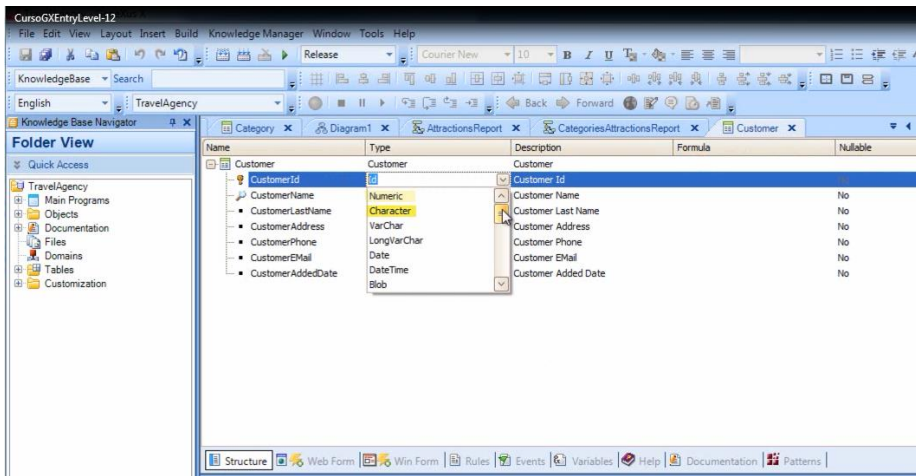 CursoGXEntryLevel-12
File Edit View Layout Insert Build Knowledge Manager Window Tools Help
Release Courier New 10 B I U
KnowledgeBase Search
English TravelAgency Back Forward
Knowledge Base Navigator
Category Diagram1 AttractionsReport CategoriesAttractionsReport Customer
Folder View
Quick Access
TravelAgency
Main Programs
Objects
Documentation
Files
Domains
Tables
Customization
Name Type Description Formula Nullable
Customer Customer Customer
CustomerId Id Customer Id
CustomerName Numeric Customer Name No
CustomerLastName Character Customer Last Name No
CustomerAddress VarChar Customer Address No
CustomerPhone LongVarChar Customer Phone No
CustomerEMail Date Customer EMail No
CustomerAddedDate DateTime Customer Added Date No
Blob
Structure Web Form Win Form Rules Events Variables Help Documentation Patterns